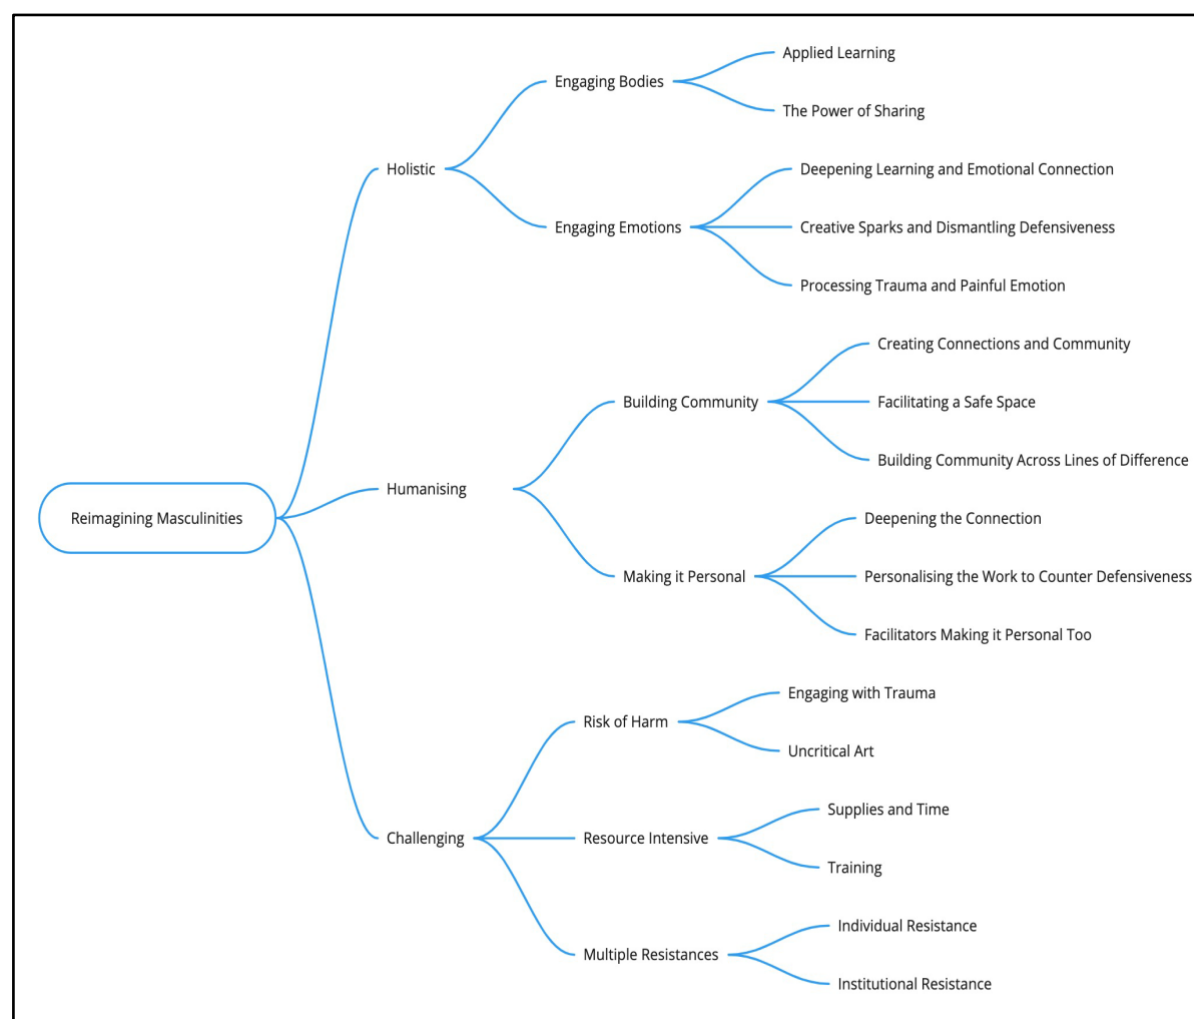 Reimagining Masculinities
Holistic
Engaging Bodies
Applied Learning
The Power of Sharing
Engaging Emotions
Deepening Learning and Emotional Connection
Creative Sparks and Dismantling Defensiveness
Processing Trauma and Painful Emotion
Humanising
Building Community
Creating Connections and Community
Facilitating a Safe Space
Building Community Across Lines of Difference
Making it Personal
Deepening the Connection
Personalising the Work to Counter Defensiveness
Facilitators Making it Personal Too
Challenging
Risk of Harm
Engaging with Trauma
Uncritical Art
Resource Intensive
Supplies and Time
Training
Multiple Resistances
Individual Resistance
Institutional Resistance